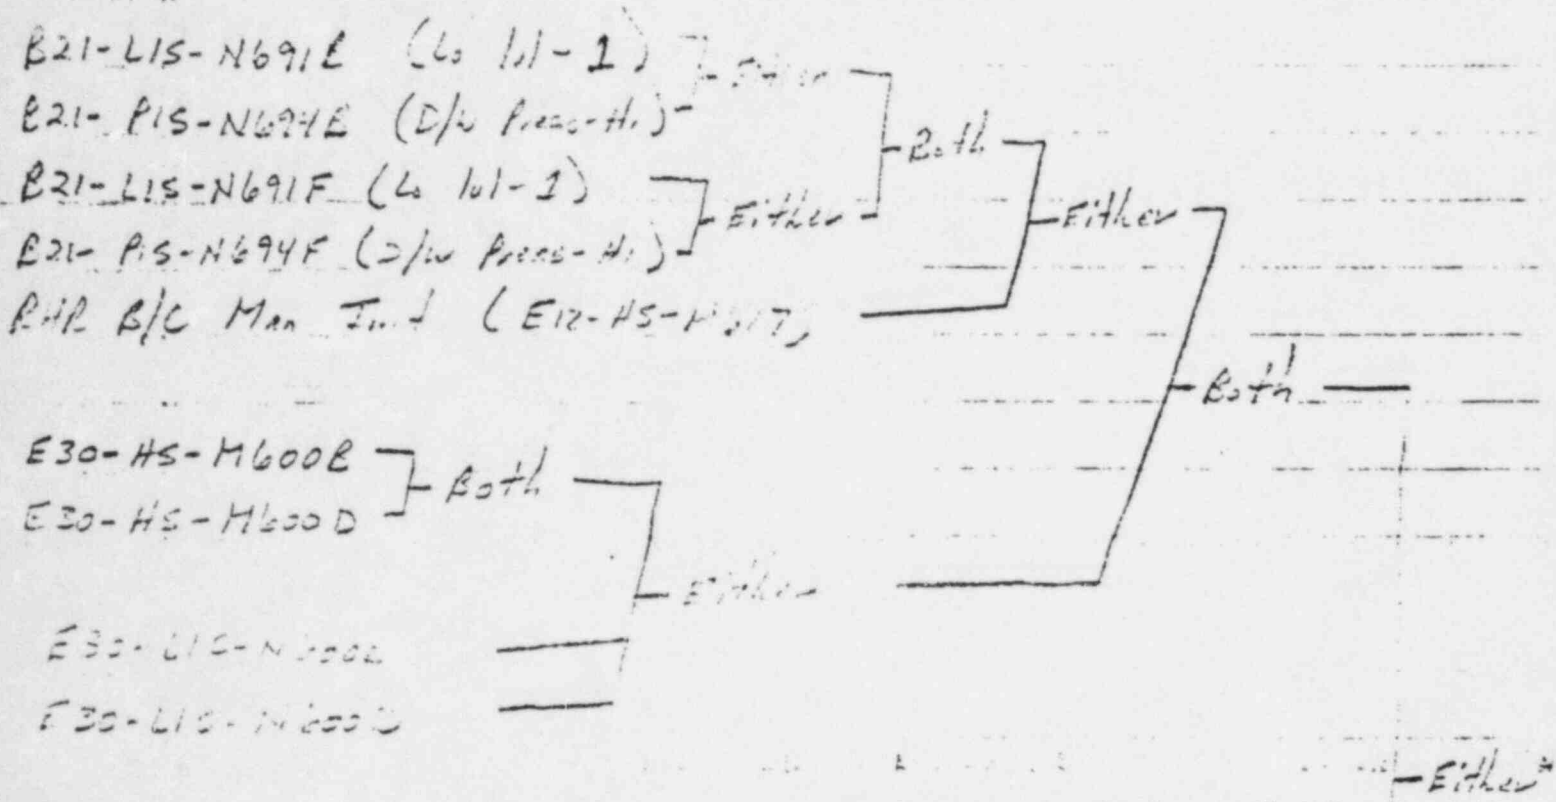 B21-LIS-N691B (Lo lvl-1)
Either
B21-PIS-N694B (D/W Press-Hi)
Both
B21-LIS-N691F (Lo lvl-1)
Either
Either
B21-PIS-N694F (D/W Press-Hi)
RHR B/C Man Init
Both
E30-HS-M600B
Both
E30-HS-M600D
Either
E30-LIS-
E30-LIS-
Either*